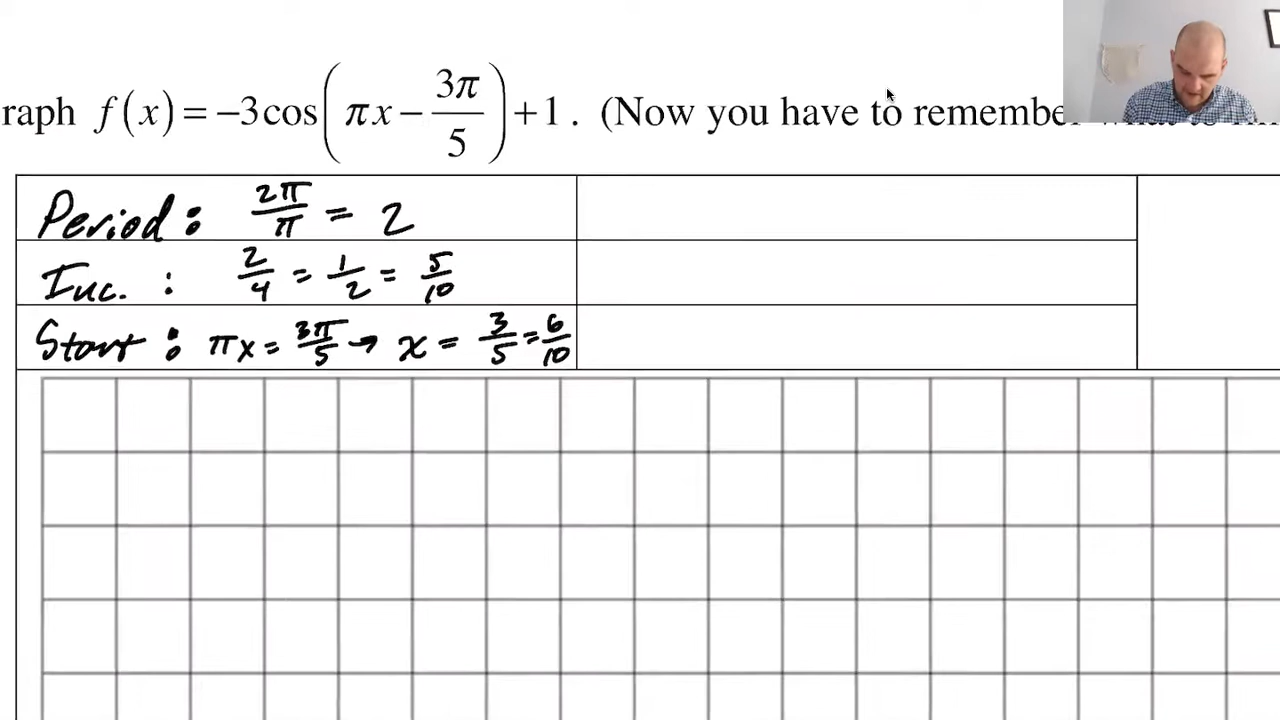 raph f(x) = −3cos(πx − 3π/5) + 1. (Now you have to remember
Period: 2π/π = 2
Inc. : 2/4 = 1/2 = 5/10
Start: πx = 3π/5 → x = 3/5 = 6/10